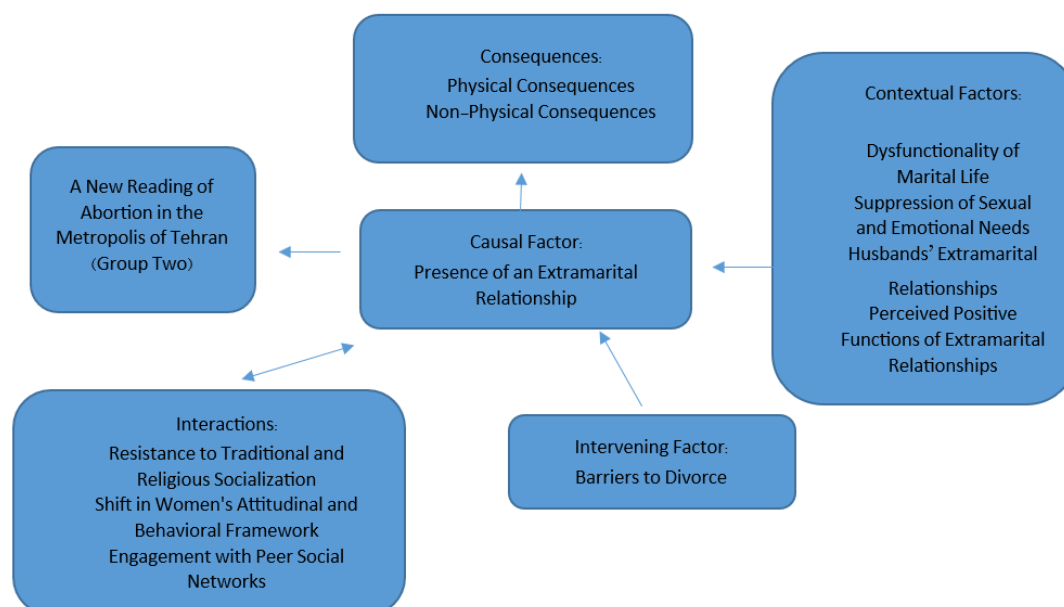 Consequences:
Physical Consequences
Non-Physical Consequences
Contextual Factors:
Dysfunctionality of
Marital Life
Suppression of Sexual
and Emotional Needs
Husbands’ Extramarital
Relationships
Perceived Positive
Functions of Extramarital
Relationships
A New Reading of
Abortion in the
Metropolis of Tehran
(Group Two)
Causal Factor:
Presence of an Extramarital
Relationship
Interactions:
Resistance to Traditional and
Religious Socialization
Shift in Women's Attitudinal and
Behavioral Framework
Engagement with Peer Social
Networks
Intervening Factor:
Barriers to Divorce